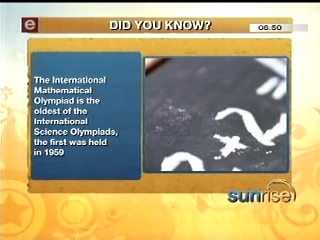 e
DID YOU KNOW?
06:50
The International
Mathematical
Olympiad is the
oldest of the
International
Science Olympiads,
the first was held
in 1959
sunrise